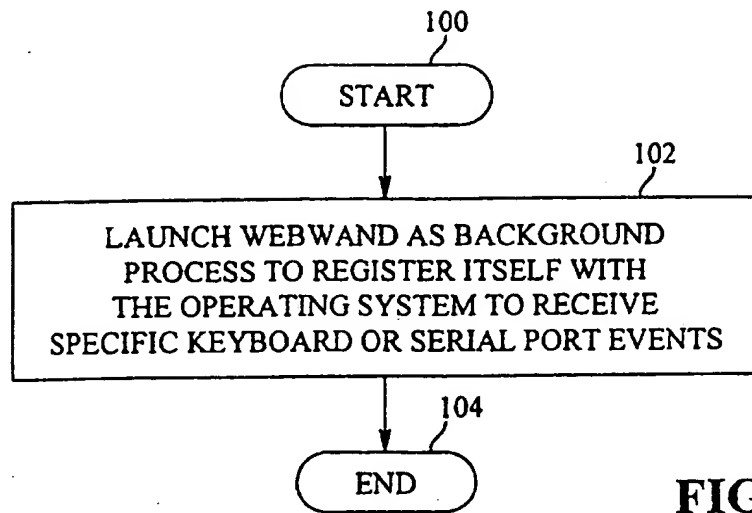 100
START
102
LAUNCH WEBWAND AS BACKGROUND
PROCESS TO REGISTER ITSELF WITH
THE OPERATING SYSTEM TO RECEIVE
SPECIFIC KEYBOARD OR SERIAL PORT EVENTS
104
END
FIG